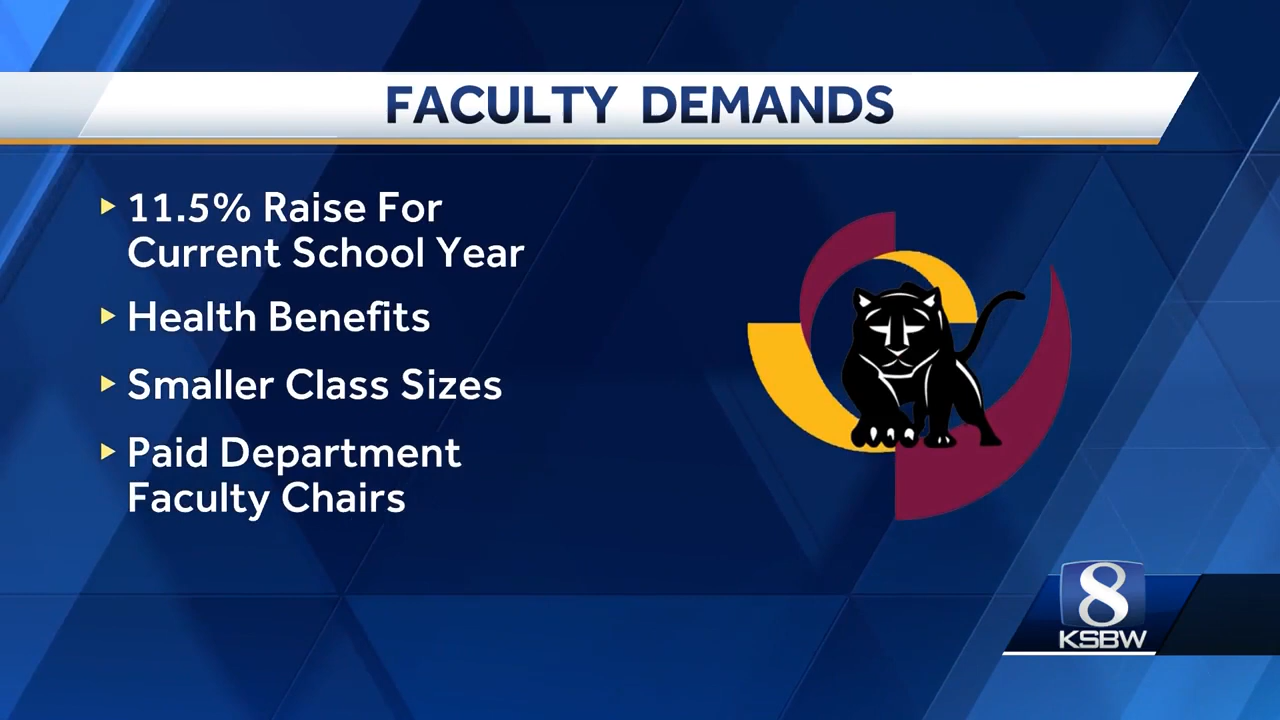 FACULTY DEMANDS
11.5% Raise For
Current School Year
Health Benefits
Smaller Class Sizes
Paid Department
Faculty Chairs
8
KSBW